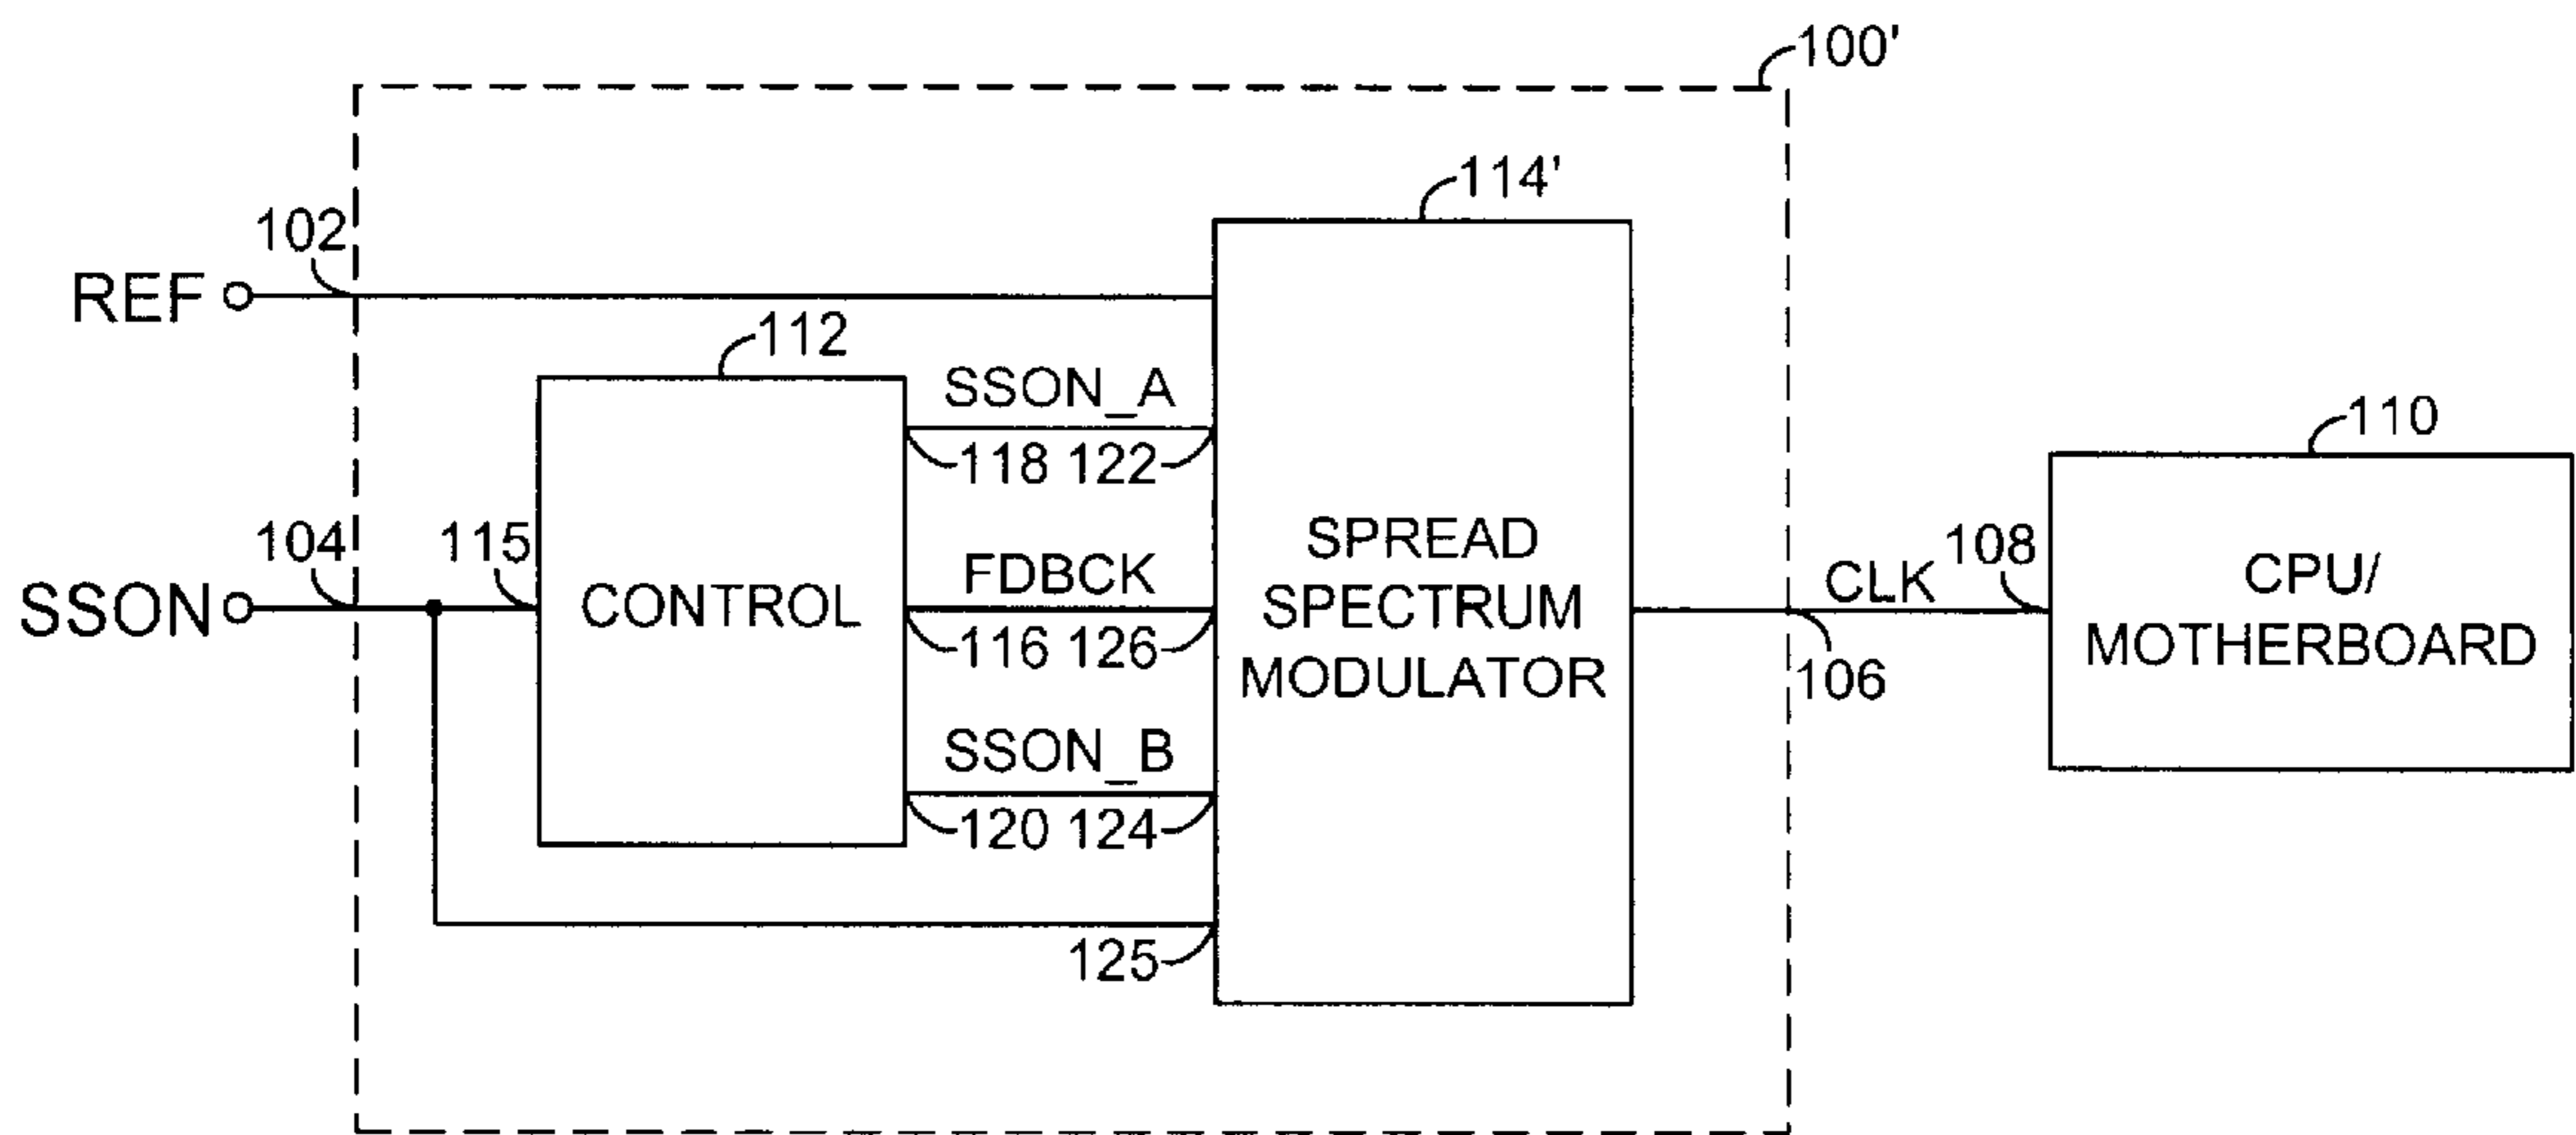 100'
114'
102
REF
112
SSON_A
118 122
110
104
115
SSON
CONTROL
FDBCK
116 126
SPREAD
SPECTRUM
MODULATOR
CLK
108
106
CPU/
MOTHERBOARD
SSON_B
120 124
125